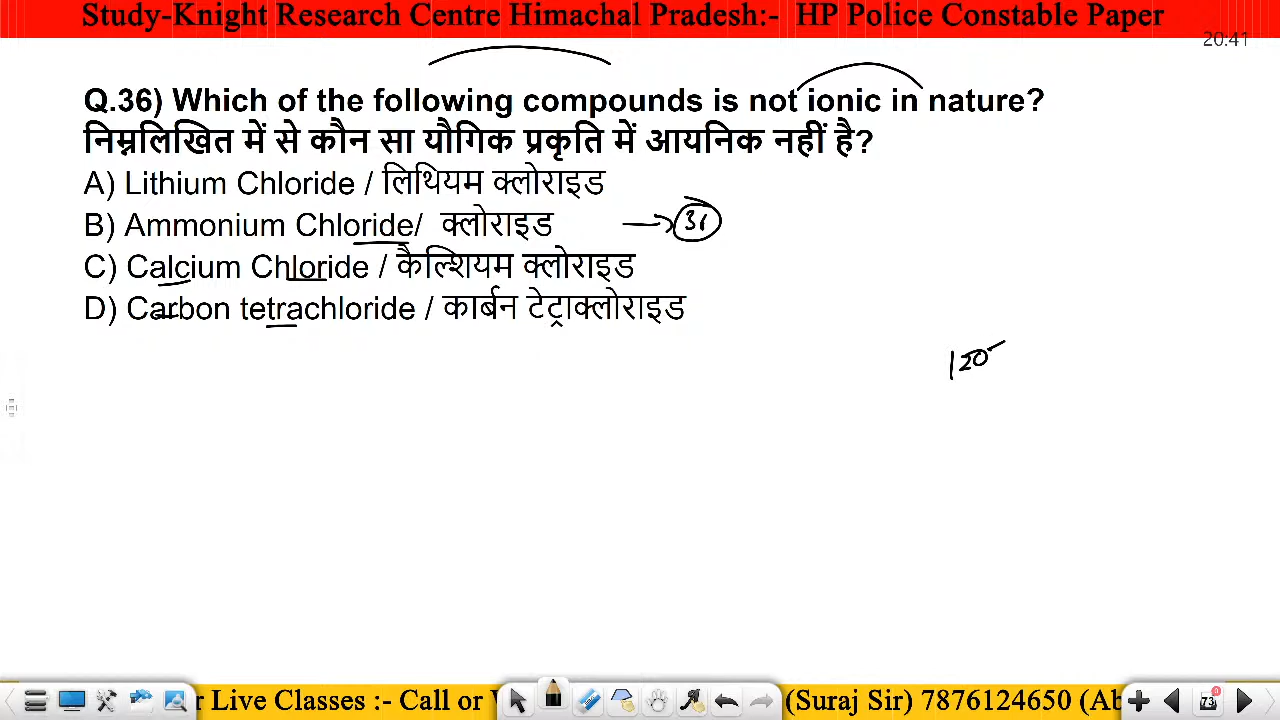 Study-Knight Research Centre Himachal Pradesh:- HP Police Constable Paper
20:41
Q.36) Which of the following compounds is not ionic in nature?
निम्नलिखित में से कौन सा यौगिक प्रकृति में आयनिक नहीं है?
A) Lithium Chloride / लिथियम क्लोराइड
B) Ammonium Chloride/ क्लोराइड
C) Calcium Chloride / कैल्शियम क्लोराइड
D) Carbon tetrachloride / कार्बन टेट्राक्लोराइड
120
r Live Classes :- Call or (Suraj Sir) 7876124650 (Ab
73